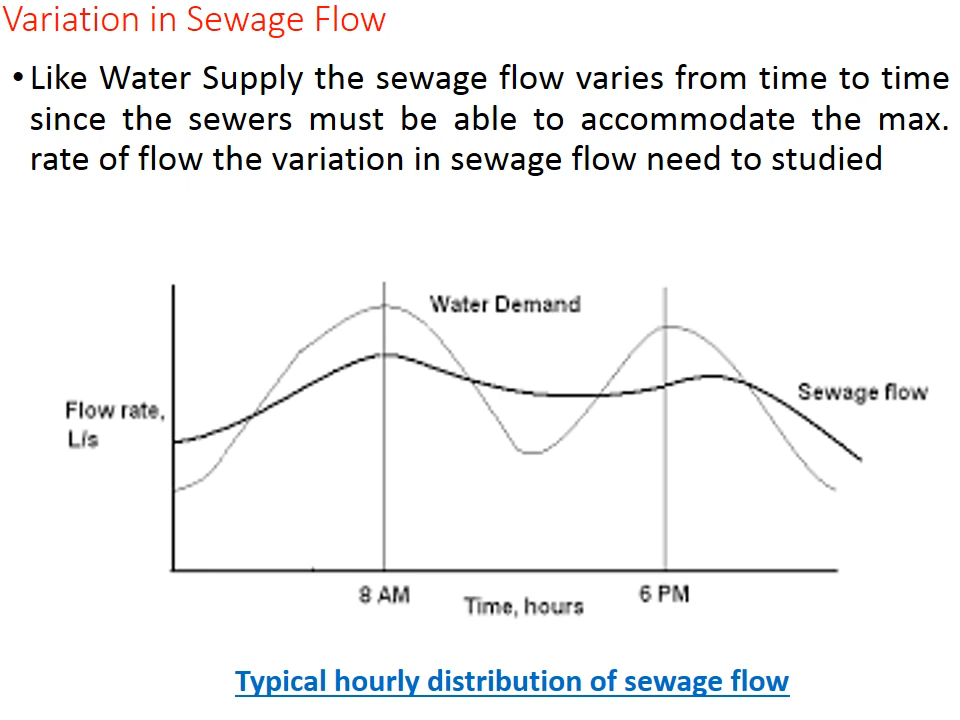 Variation in Sewage Flow
• Like Water Supply the sewage flow varies from time to time
since the sewers must be able to accommodate the max.
rate of flow the variation in sewage flow need to studied
Water Demand
Sewage flow
Flow rate,
L/s
8 AM
6 PM
Time, hours
Typical hourly distribution of sewage flow